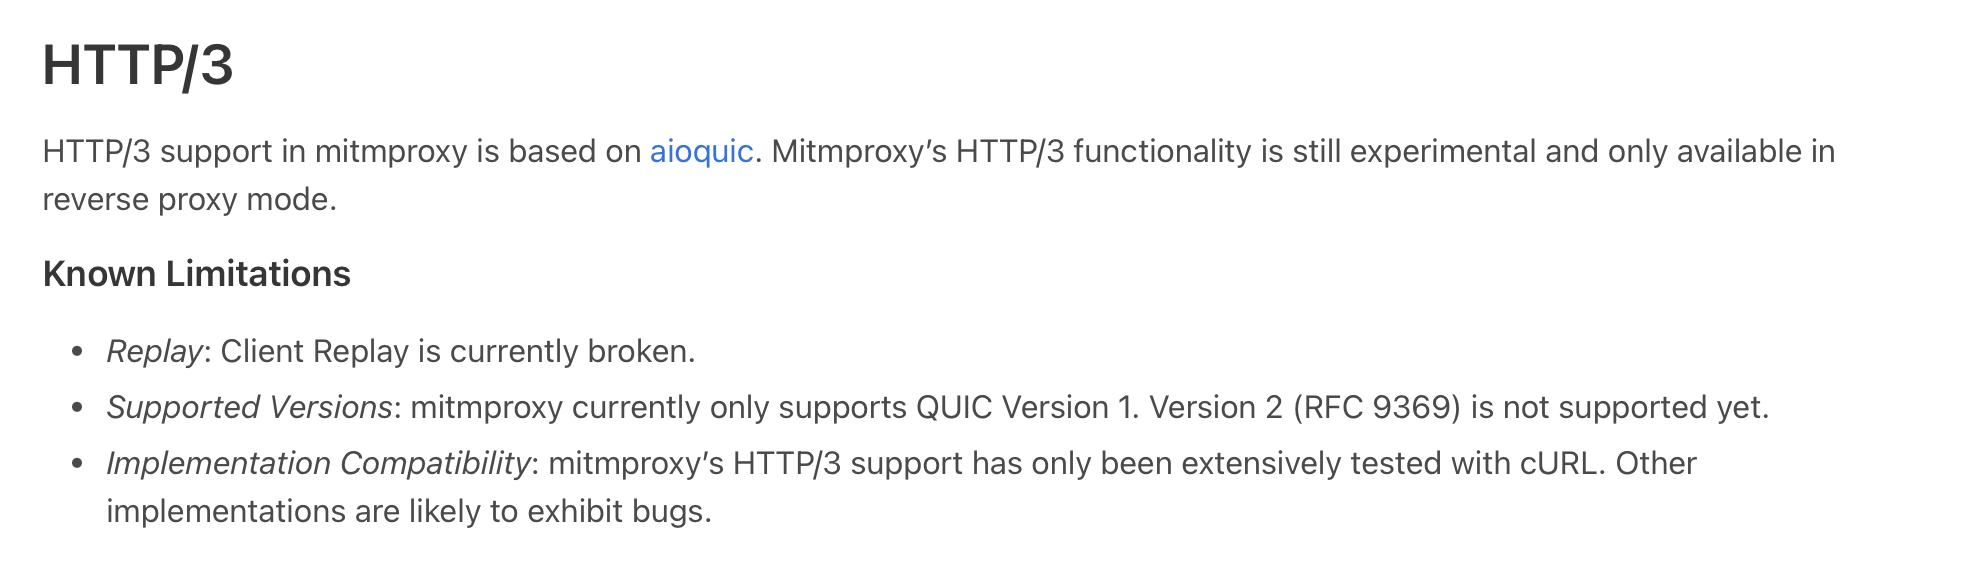 HTTP/3
HTTP/3 support in mitmproxy is based on aioquic. Mitmproxy’s HTTP/3 functionality is still experimental and only available in
reverse proxy mode.
Known Limitations
• Replay: Client Replay is currently broken.
• Supported Versions: mitmproxy currently only supports QUIC Version 1. Version 2 (RFC 9369) is not supported yet.
• Implementation Compatibility: mitmproxy’s HTTP/3 support has only been extensively tested with cURL. Other
implementations are likely to exhibit bugs.